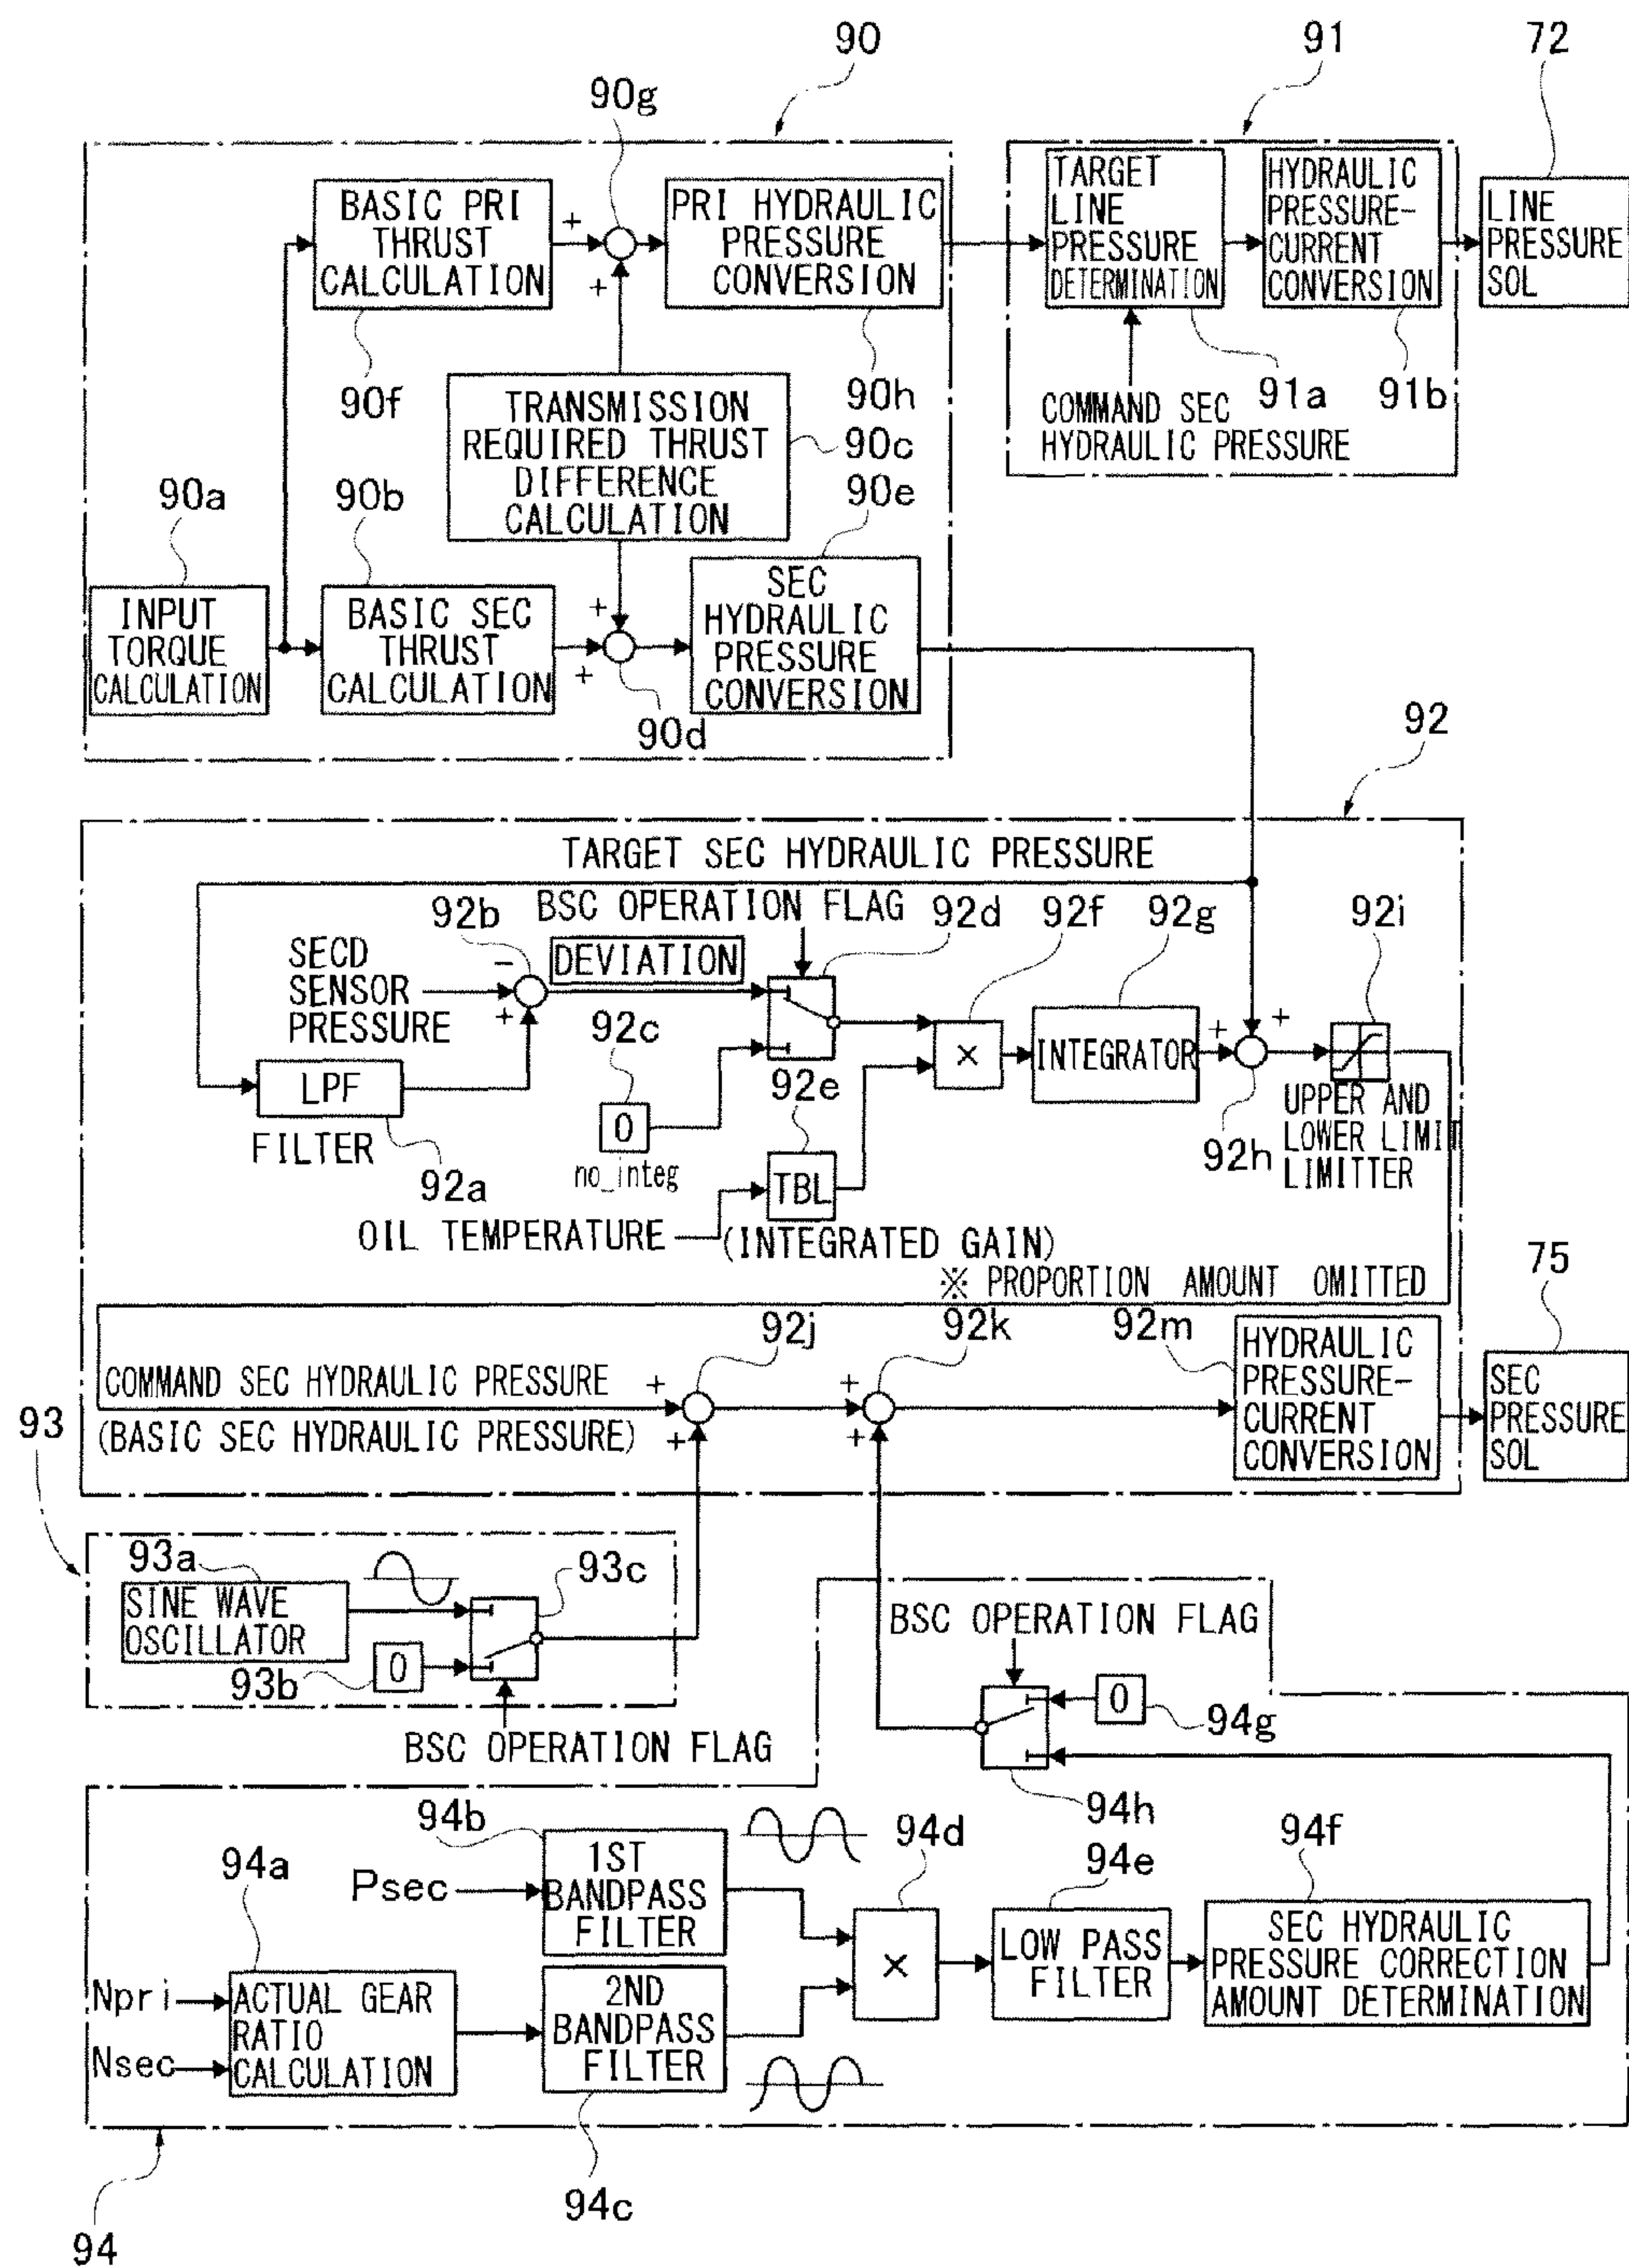 90
91
72
90g
BASIC PRI
THRUST
CALCULATION
+
+
PRI HYDRAULIC
PRESSURE
CONVERSION
TARGET
LINE
PRESSURE
DETERMINATION
HYDRAULIC
PRESSURE-
CURRENT
CONVERSION
LINE
PRESSURE
SOL
90f
90h
91a
91b
COMMAND SEC
HYDRAULIC PRESSURE
TRANSMISSION
REQUIRED THRUST
DIFFERENCE
CALCULATION
90c
90e
90a
90b
INPUT
TORQUE
CALCULATION
BASIC SEC
THRUST
CALCULATION
+
+
SEC
HYDRAULIC
PRESSURE
CONVERSION
90d
92
TARGET SEC HYDRAULIC PRESSURE
BSC OPERATION FLAG
92b
92d
92f
92g
92i
SECD
SENSOR
PRESSURE
-
+
DEVIATION
92c
×
INTEGRATOR
+
+
LPF
FILTER
92a
0
no_integ
92e
TBL
92h
UPPER AND
LOWER LIMIT
LIMITTER
OIL TEMPERATURE
(INTEGRATED GAIN)
※ PROPORTION AMOUNT OMITTED
75
92j
92k
92m
COMMAND SEC HYDRAULIC PRESSURE
(BASIC SEC HYDRAULIC PRESSURE)
+
+
+
+
HYDRAULIC
PRESSURE-
CURRENT
CONVERSION
SEC
PRESSURE
SOL
93
93a
SINE WAVE
OSCILLATOR
93c
93b
0
BSC OPERATION FLAG
BSC OPERATION FLAG
0
94g
94h
94b
1ST
BANDPASS
FILTER
Psec
94a
94d
94e
94f
Npri
Nsec
ACTUAL GEAR
RATIO
CALCULATION
2ND
BANDPASS
FILTER
×
LOW PASS
FILTER
SEC HYDRAULIC
PRESSURE CORRECTION
AMOUNT DETERMINATION
94c
94